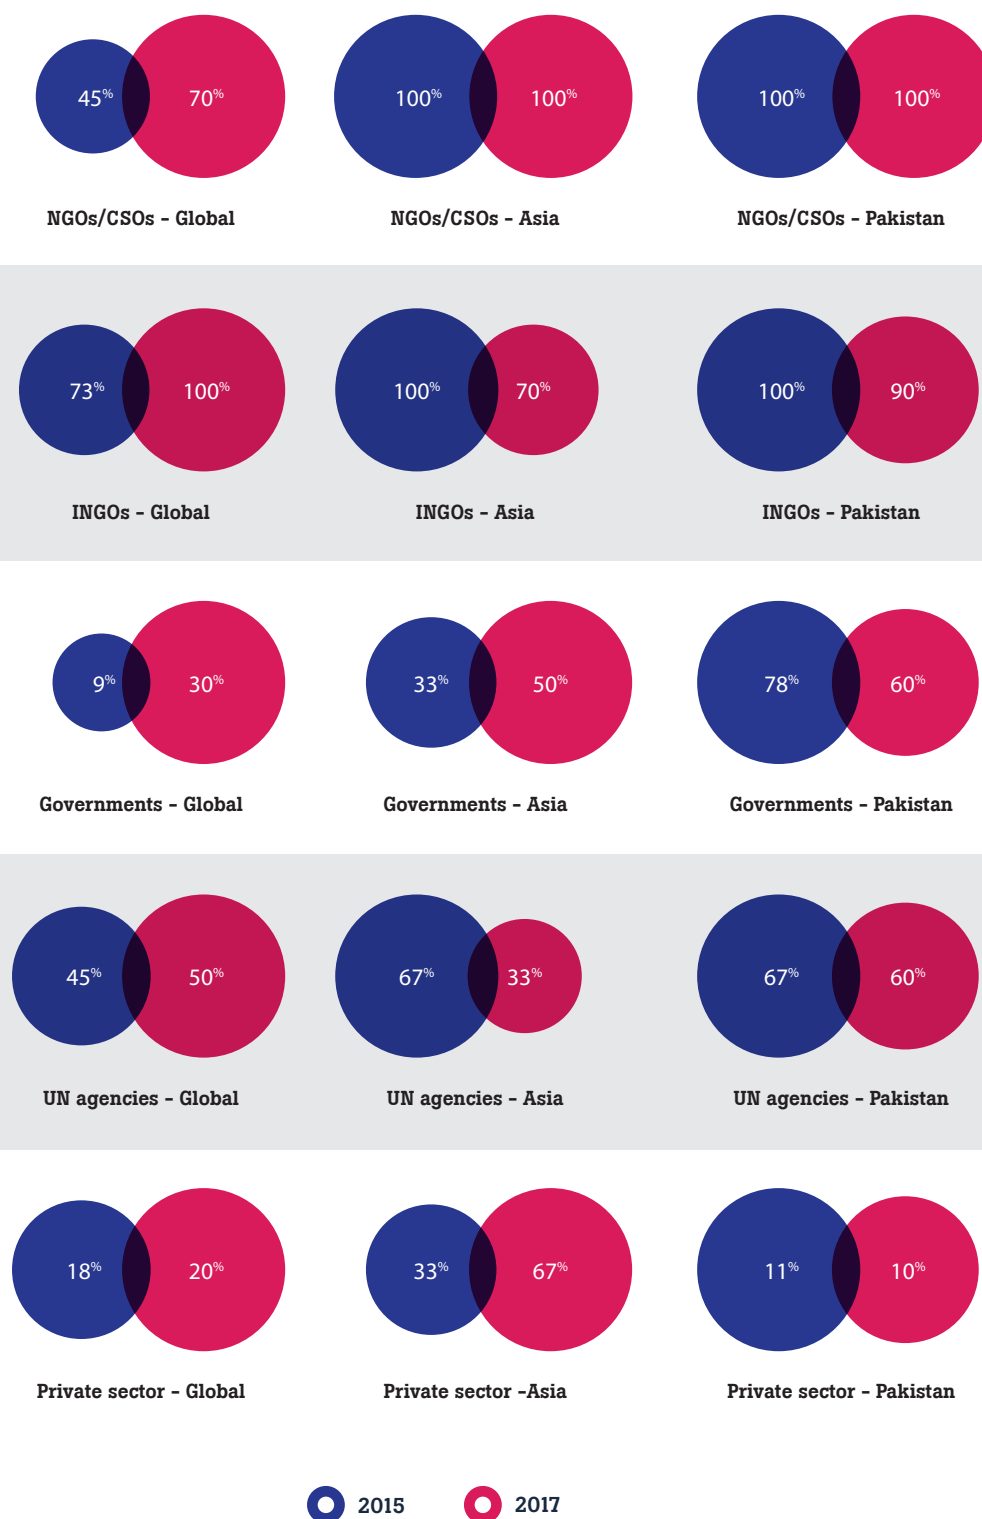 45% 70% 100% 100% 100% 100%
NGOs/CSOs - Global NGOs/CSOs - Asia NGOs/CSOs - Pakistan
73% 100% 100% 70% 100% 90%
INGOs - Global INGOs - Asia INGOs - Pakistan
9% 30% 33% 50% 78% 60%
Governments - Global Governments - Asia Governments - Pakistan
45% 50% 67% 33% 67% 60%
UN agencies - Global UN agencies - Asia UN agencies - Pakistan
18% 20% 33% 67% 11% 10%
Private sector - Global Private sector -Asia Private sector - Pakistan
2015 2017